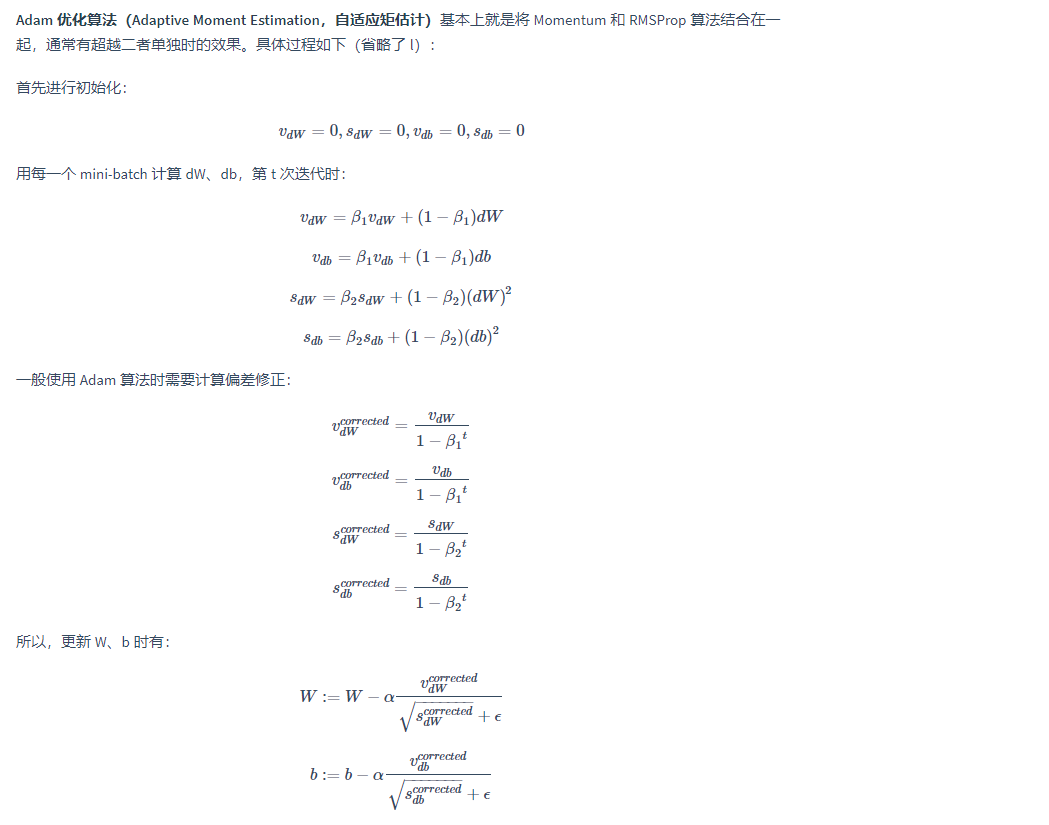 Adam 优化算法（Adaptive Moment Estimation，自适应矩估计）基本上就是将 Momentum 和 RMSProp 算法结合在一
起，通常有超越二者单独时的效果。具体过程如下（省略了 l）：
首先进行初始化：
$v_{dW} = 0, s_{dW} = 0, v_{db} = 0, s_{db} = 0$
用每一个 mini-batch 计算 dW、db，第 t 次迭代时：
$v_{dW} = \beta_1 v_{dW} + (1 - \beta_1)dW$
$v_{db} = \beta_1 v_{db} + (1 - \beta_1)db$
$s_{dW} = \beta_2 s_{dW} + (1 - \beta_2)(dW)^2$
$s_{db} = \beta_2 s_{db} + (1 - \beta_2)(db)^2$
一般使用 Adam 算法时需要计算偏差修正：
$v_{dW}^{corrected} = \frac{v_{dW}}{1 - {\beta_1}^t}$
$v_{db}^{corrected} = \frac{v_{db}}{1 - {\beta_1}^t}$
$s_{dW}^{corrected} = \frac{s_{dW}}{1 - {\beta_2}^t}$
$s_{db}^{corrected} = \frac{s_{db}}{1 - {\beta_2}^t}$
所以，更新 W、b 时有：
$W := W - \alpha \frac{v_{dW}^{corrected}}{\sqrt{s_{dW}^{corrected}} + \epsilon}$
$b := b - \alpha \frac{v_{db}^{corrected}}{\sqrt{s_{db}^{corrected}} + \epsilon}$